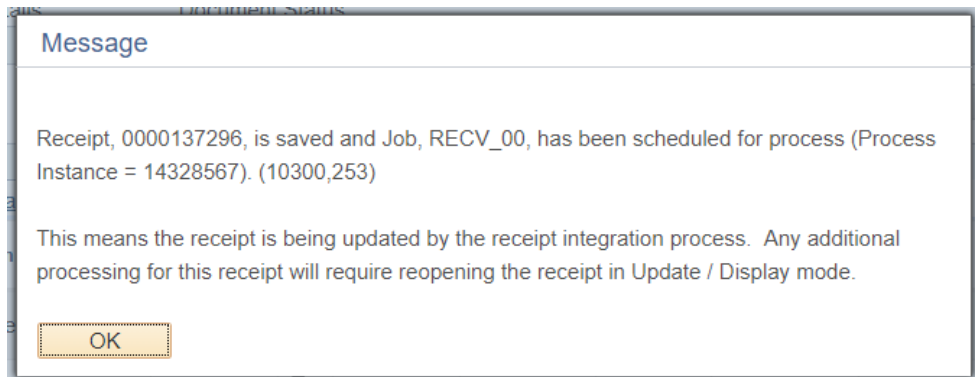 Document Status
Message
Receipt, 0000137296, is saved and Job, RECV_00, has been scheduled for process (Process
Instance = 14328567). (10300,253)
This means the receipt is being updated by the receipt integration process.  Any additional
processing for this receipt will require reopening the receipt in Update / Display mode.
OK